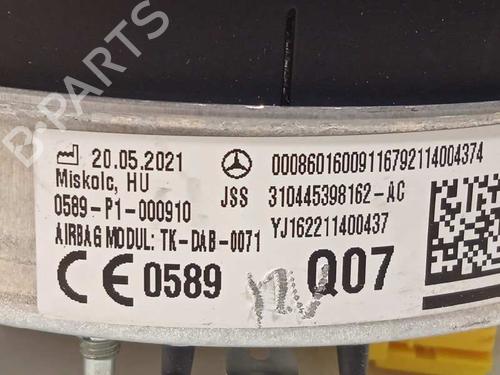 20.05.2021
00086016009116792114004374
Miskolc, HU
JSS 310445398162-AC
0589-P1-000910
YJ162211400437
AIRBAG MODUL: TK-DAB-0071
CE 0589
Q07
B-PARTS